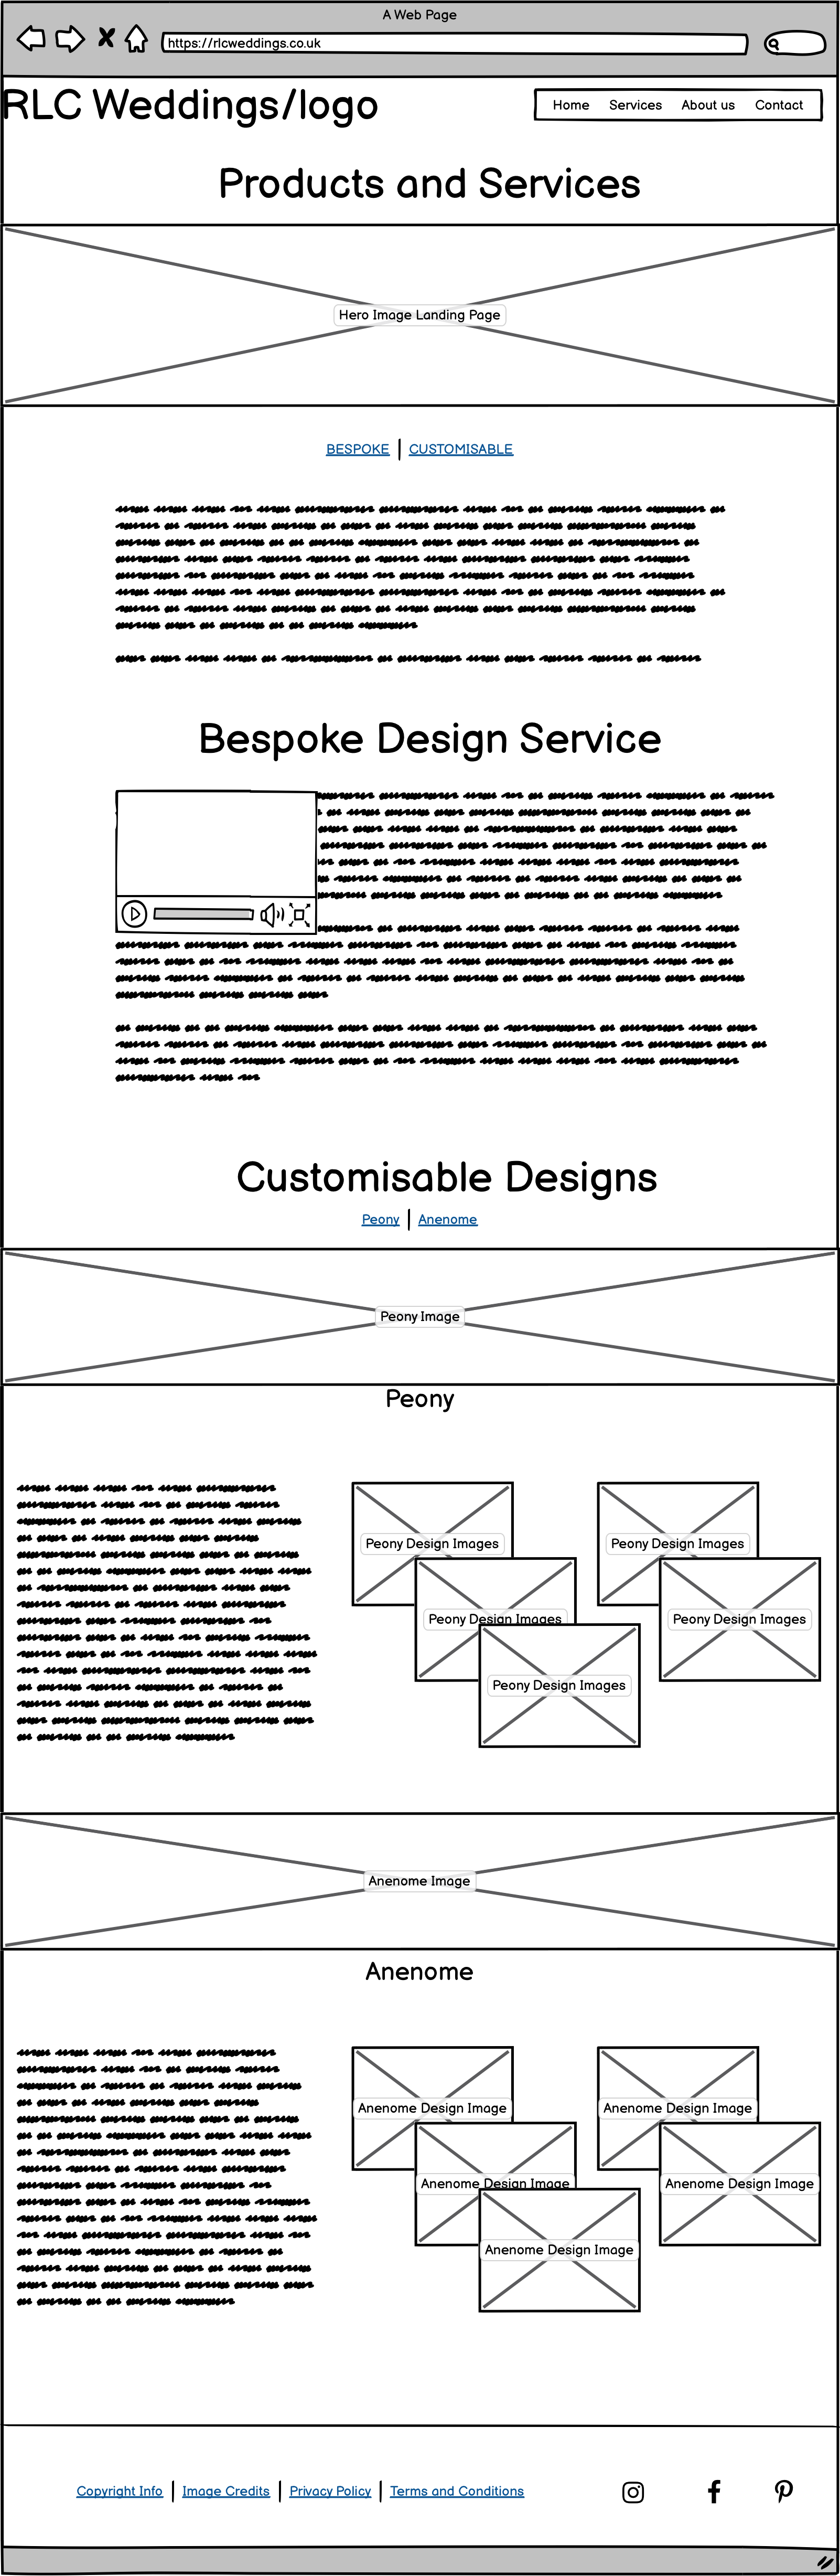 A Web Page
https://rlcweddings.co.uk
RLC Weddings/logo
Home Services About us Contact
Products and Services
Hero Image Landing Page
BESPOKE | CUSTOMISABLE
Bespoke Design Service
Customisable Designs
Peony | Anenome
Peony Image
Peony
Peony Design Images
Peony Design Images
Peony Design Images
Peony Design Images
Peony Design Images
Anenome Image
Anenome
Anenome Design Image
Anenome Design Image
Anenome Design Image
Anenome Design Image
Anenome Design Image
Copyright Info | Image Credits | Privacy Policy | Terms and Conditions